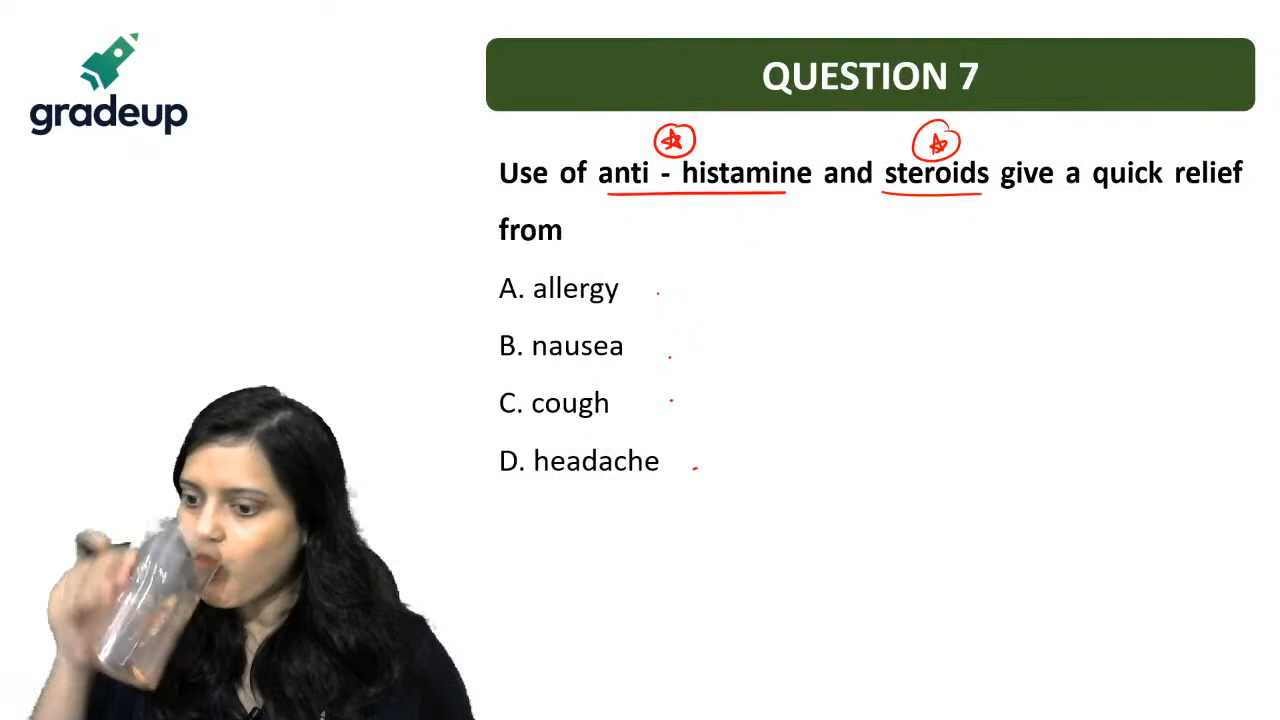 gradeup
QUESTION 7
Use of anti - histamine and steroids give a quick relief
from
A. allergy
B. nausea
C. cough
D. headache